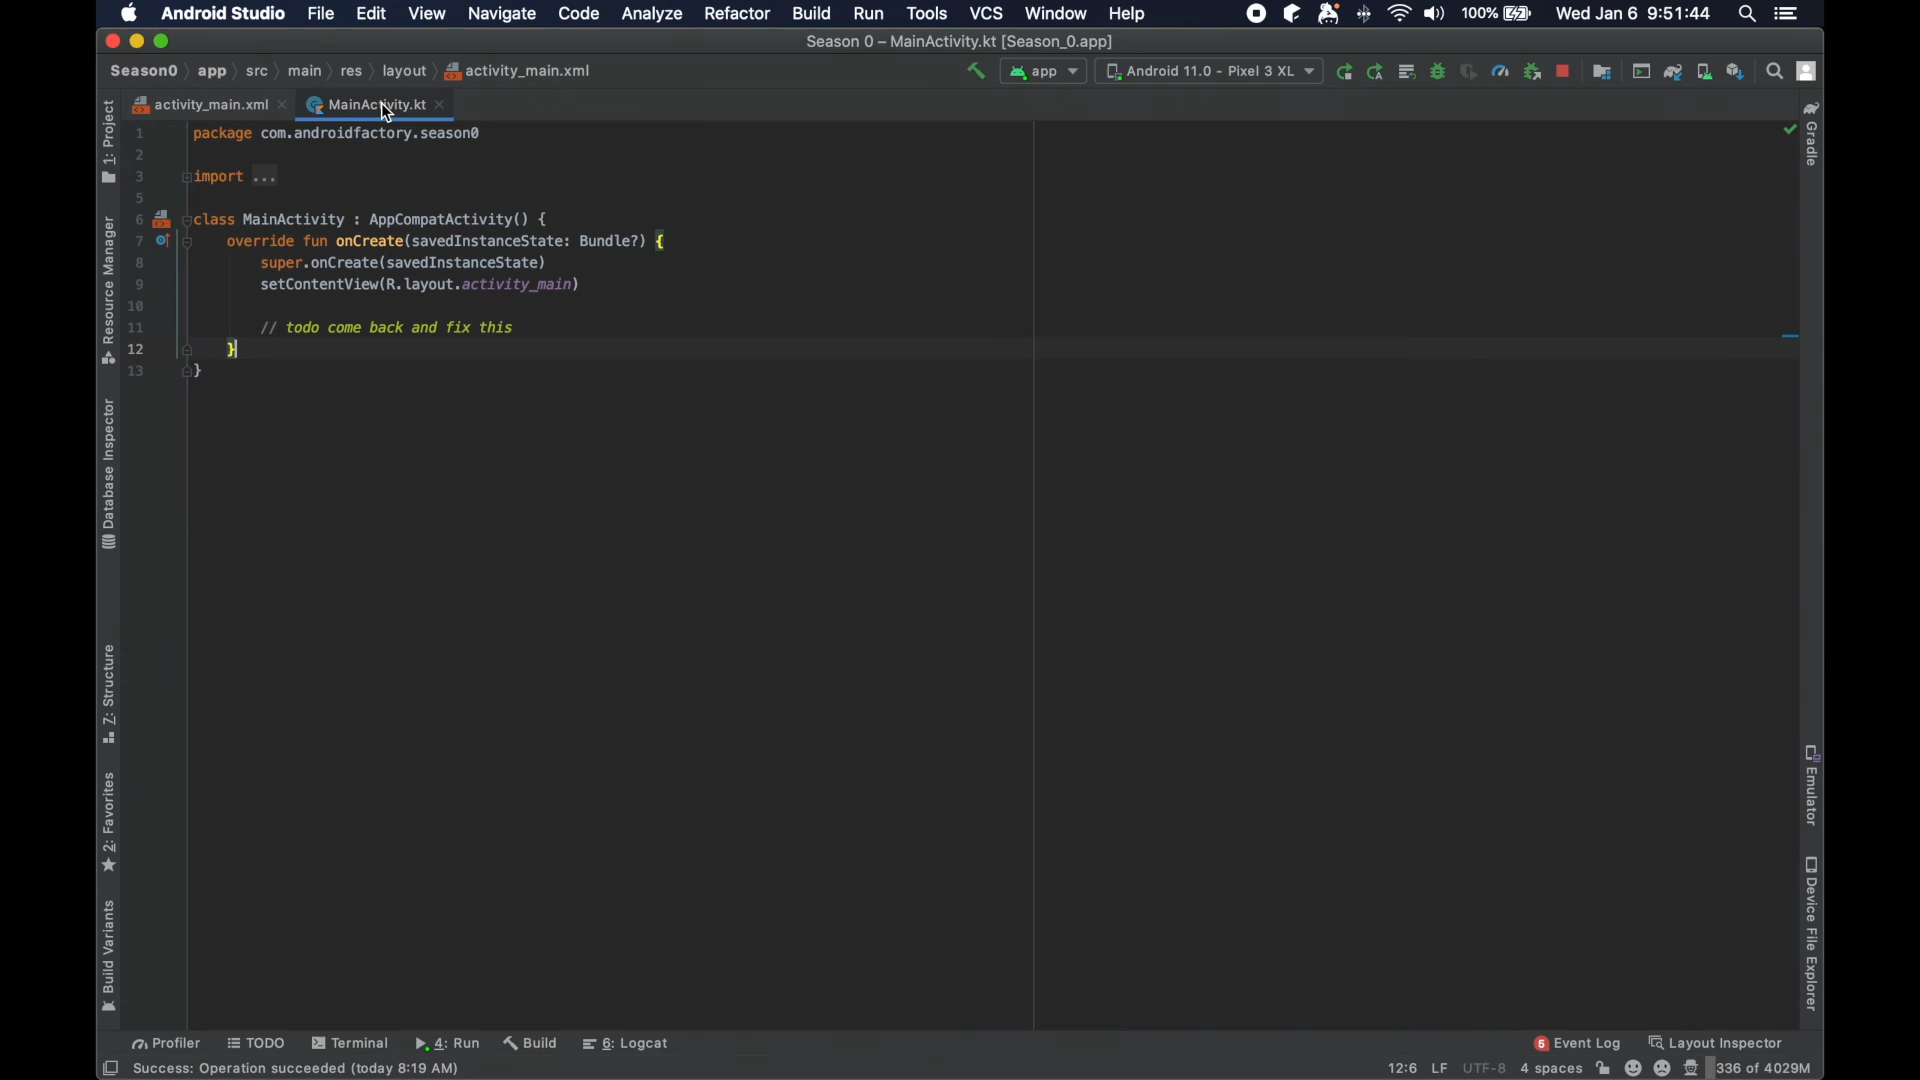 Android Studio File Edit View Navigate Code Analyze Refactor Build Run Tools VCS Window Help 100% Wed Jan 6 9:51:44
Season 0 – MainActivity.kt [Season_0.app]
Season0 app src main res layout activity_main.xml app Android 11.0 - Pixel 3 XL
activity_main.xml MainActivity.kt
1 package com.androidfactory.season0
2
3 import ...
5
6 class MainActivity : AppCompatActivity() {
7 override fun onCreate(savedInstanceState: Bundle?) {
8 super.onCreate(savedInstanceState)
9 setContentView(R.layout.activity_main)
10
11 // todo come back and fix this
12 }
13 }
1: Project
Resource Manager
Database Inspector
Z: Structure
2: Favorites
Build Variants
Gradle
Emulator
Device File Explorer
Profiler TODO Terminal 4: Run Build 6: Logcat 5 Event Log Layout Inspector
Success: Operation succeeded (today 8:19 AM) 12:6 LF UTF-8 4 spaces 336 of 4029M